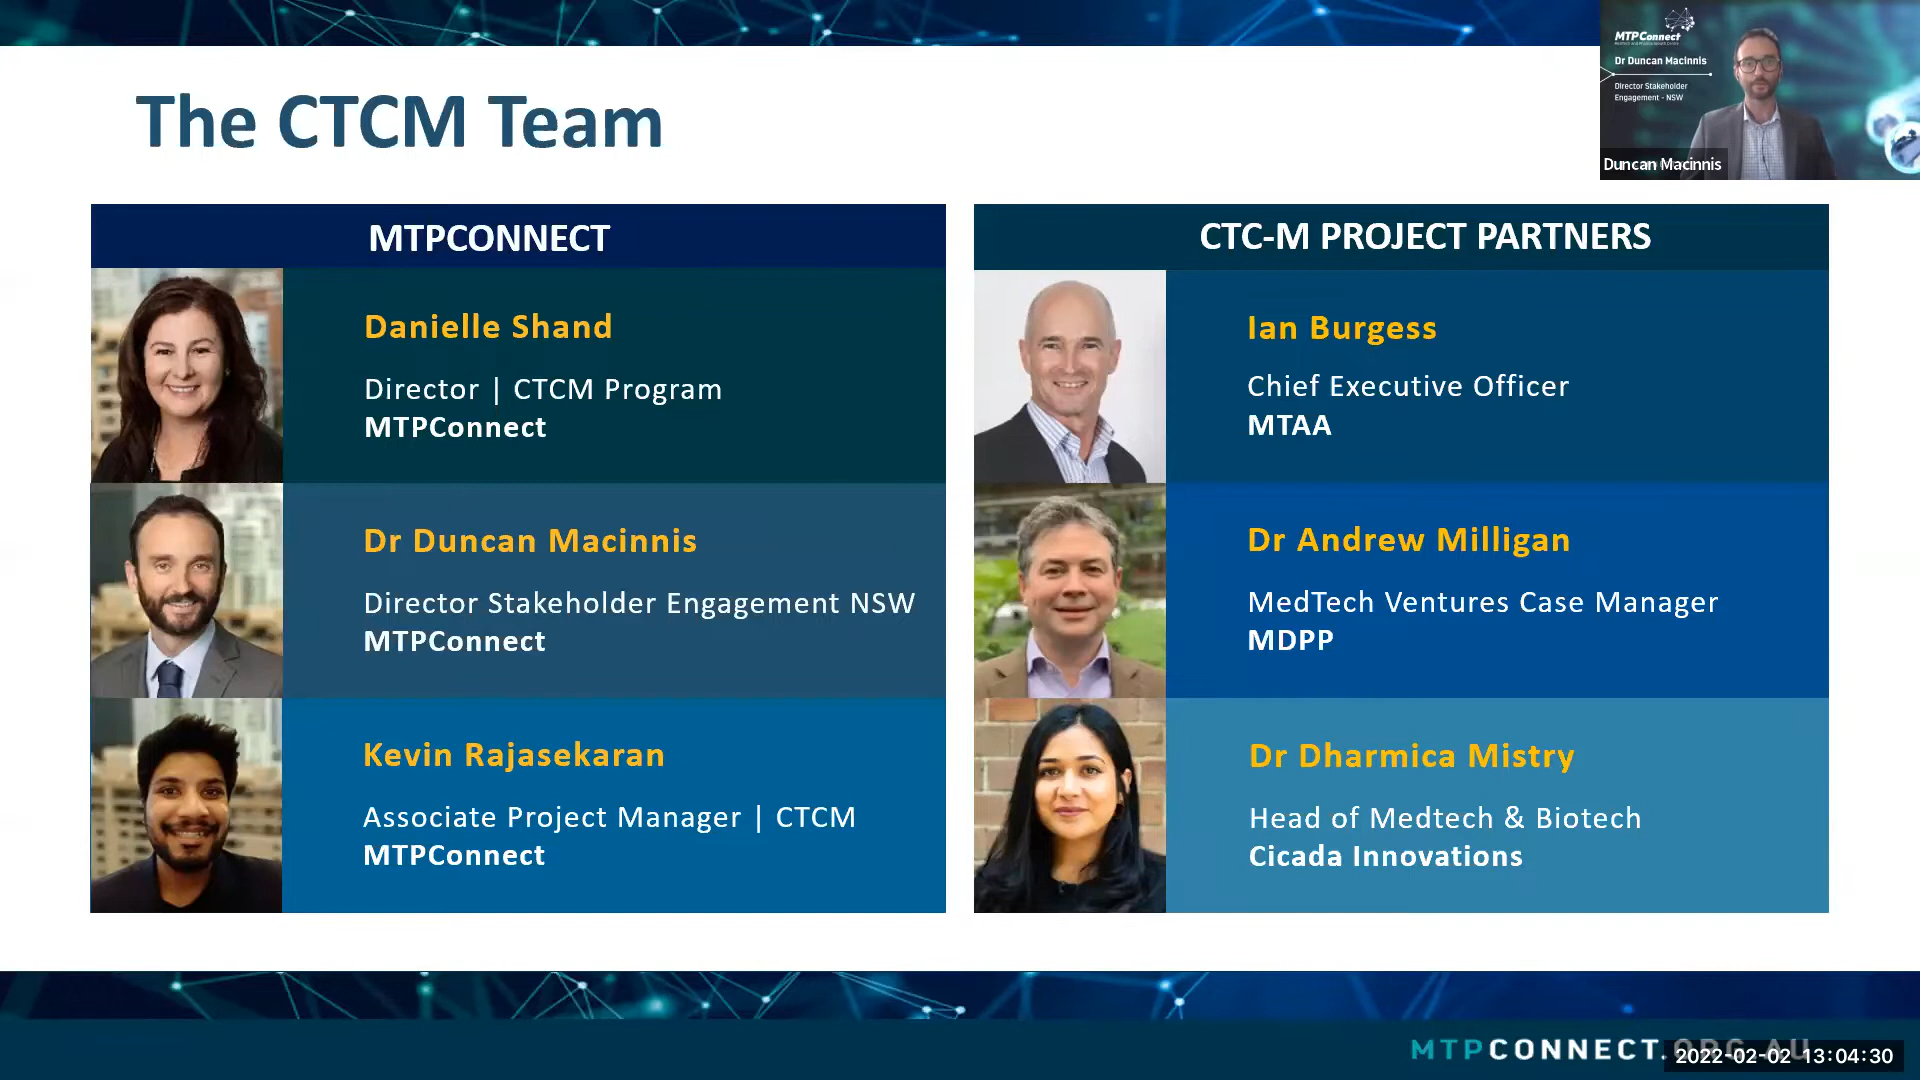 The CTCM Team
MTPConnect
Dr Duncan Macinnis
Director Stakeholder
Engagement - NSW
Duncan Macinnis
MTPCONNECT
Danielle Shand
Director | CTCM Program
MTPConnect
Dr Duncan Macinnis
Director Stakeholder Engagement NSW
MTPConnect
Kevin Rajasekaran
Associate Project Manager | CTCM
MTPConnect
CTC-M PROJECT PARTNERS
Ian Burgess
Chief Executive Officer
MTAA
Dr Andrew Milligan
MedTech Ventures Case Manager
MDPP
Dr Dharmica Mistry
Head of Medtech & Biotech
Cicada Innovations
MTPCONNECT.ORG.AU
2022-02-02 13:04:30